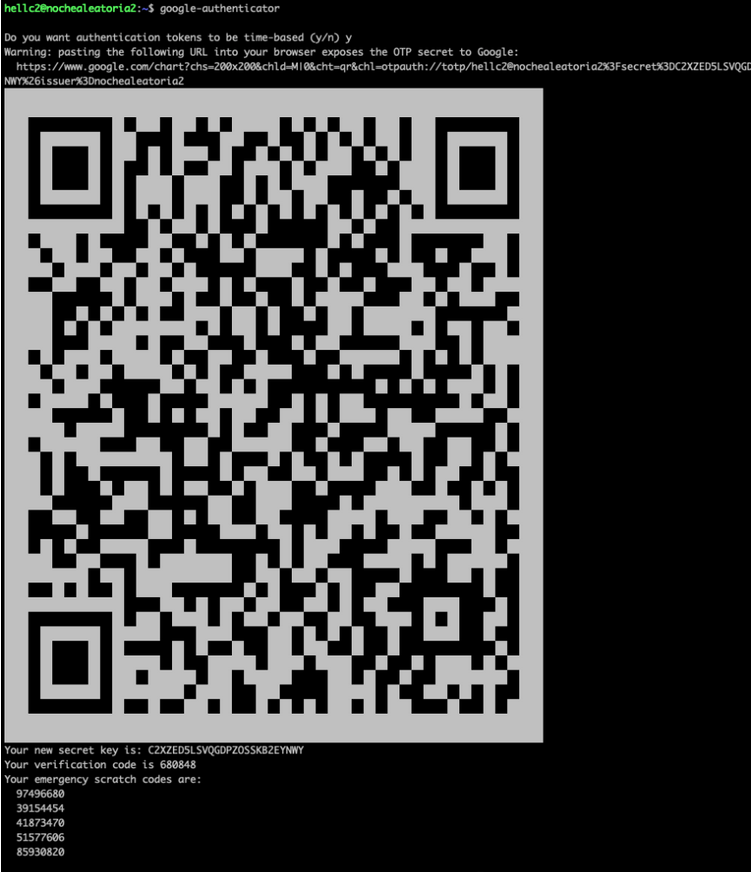 hellc2@nochealeatoria2:~$ google-authenticator
Do you want authentication tokens to be time-based (y/n) y
Warning: pasting the following URL into your browser exposes the OTP secret to Google:
https://www.google.com/chart?chs=200x200&chld=M|0&cht=qr&chl=otpauth://totp/hellc2@nochealeatoria2%3Fsecret%3DC2XZED5LSVQGD
NWY%26issuer%3Dnochealeatoria2
Your new secret key is: C2XZED5LSVQGDPZOSSKB2EYNWY
Your verification code is 680848
Your emergency scratch codes are:
97496680
39154454
41873470
51577606
85930820